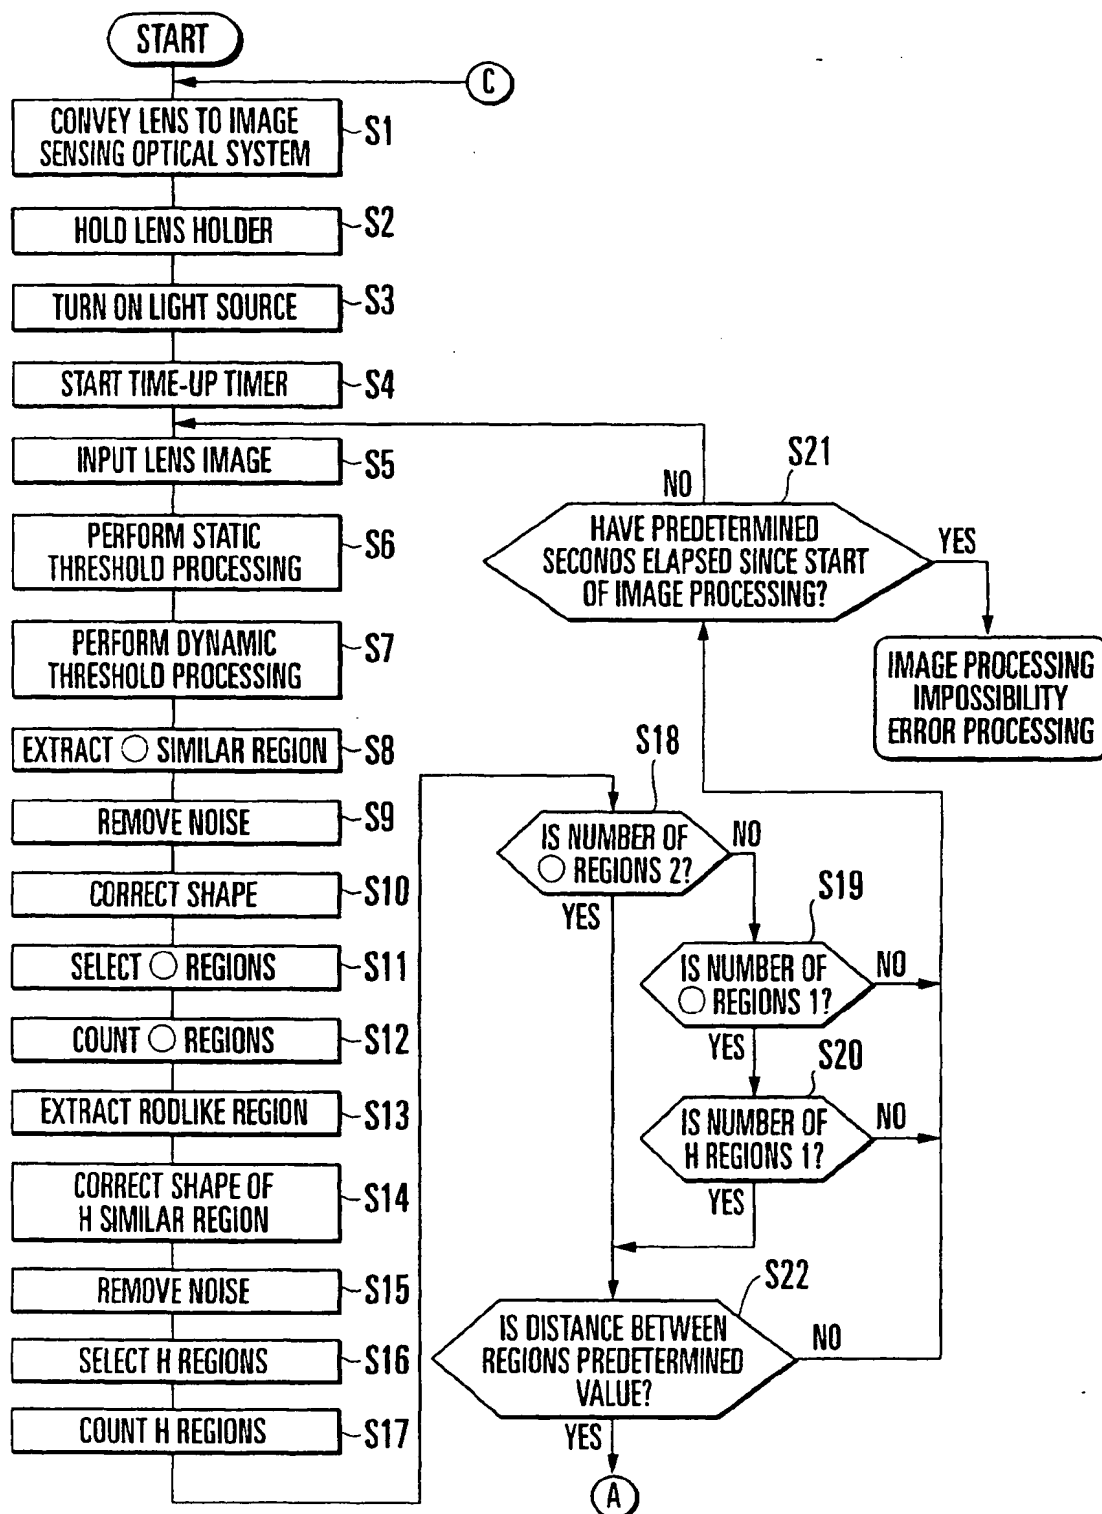 START
C
CONVEY LENS TO IMAGE
SENSING OPTICAL SYSTEM
S1
HOLD LENS HOLDER
S2
TURN ON LIGHT SOURCE
S3
START TIME-UP TIMER
S4
INPUT LENS IMAGE
S5
PERFORM STATIC
THRESHOLD PROCESSING
S6
PERFORM DYNAMIC
THRESHOLD PROCESSING
S7
EXTRACT ○ SIMILAR REGION
S8
REMOVE NOISE
S9
CORRECT SHAPE
S10
SELECT ○ REGIONS
S11
COUNT ○ REGIONS
S12
EXTRACT RODLIKE REGION
S13
CORRECT SHAPE OF
H SIMILAR REGION
S14
REMOVE NOISE
S15
SELECT H REGIONS
S16
COUNT H REGIONS
S17
S18
IS NUMBER OF
○ REGIONS 2?
NO
YES
S19
IS NUMBER OF
○ REGIONS 1?
NO
YES
S20
IS NUMBER OF
H REGIONS 1?
NO
YES
S21
NO
HAVE PREDETERMINED
SECONDS ELAPSED SINCE START
OF IMAGE PROCESSING?
YES
IMAGE PROCESSING
IMPOSSIBILITY
ERROR PROCESSING
S22
IS DISTANCE BETWEEN
REGIONS PREDETERMINED
VALUE?
NO
YES
A